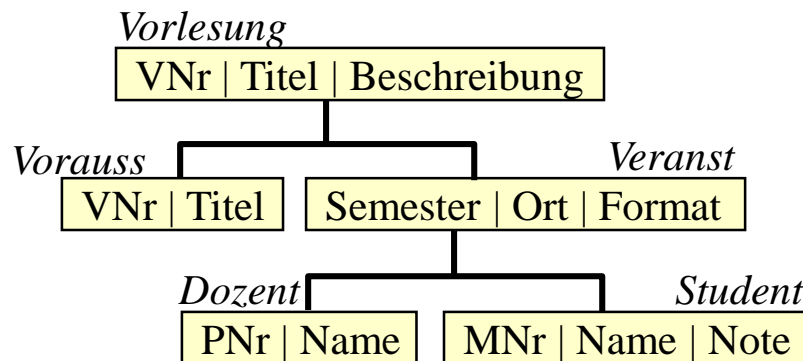 Vorlesung
VNr | Titel | Beschreibung
Vorauss
Veranst
VNr | Titel
Semester | Ort | Format
Dozent
Student
PNr | Name
MNr | Name | Note